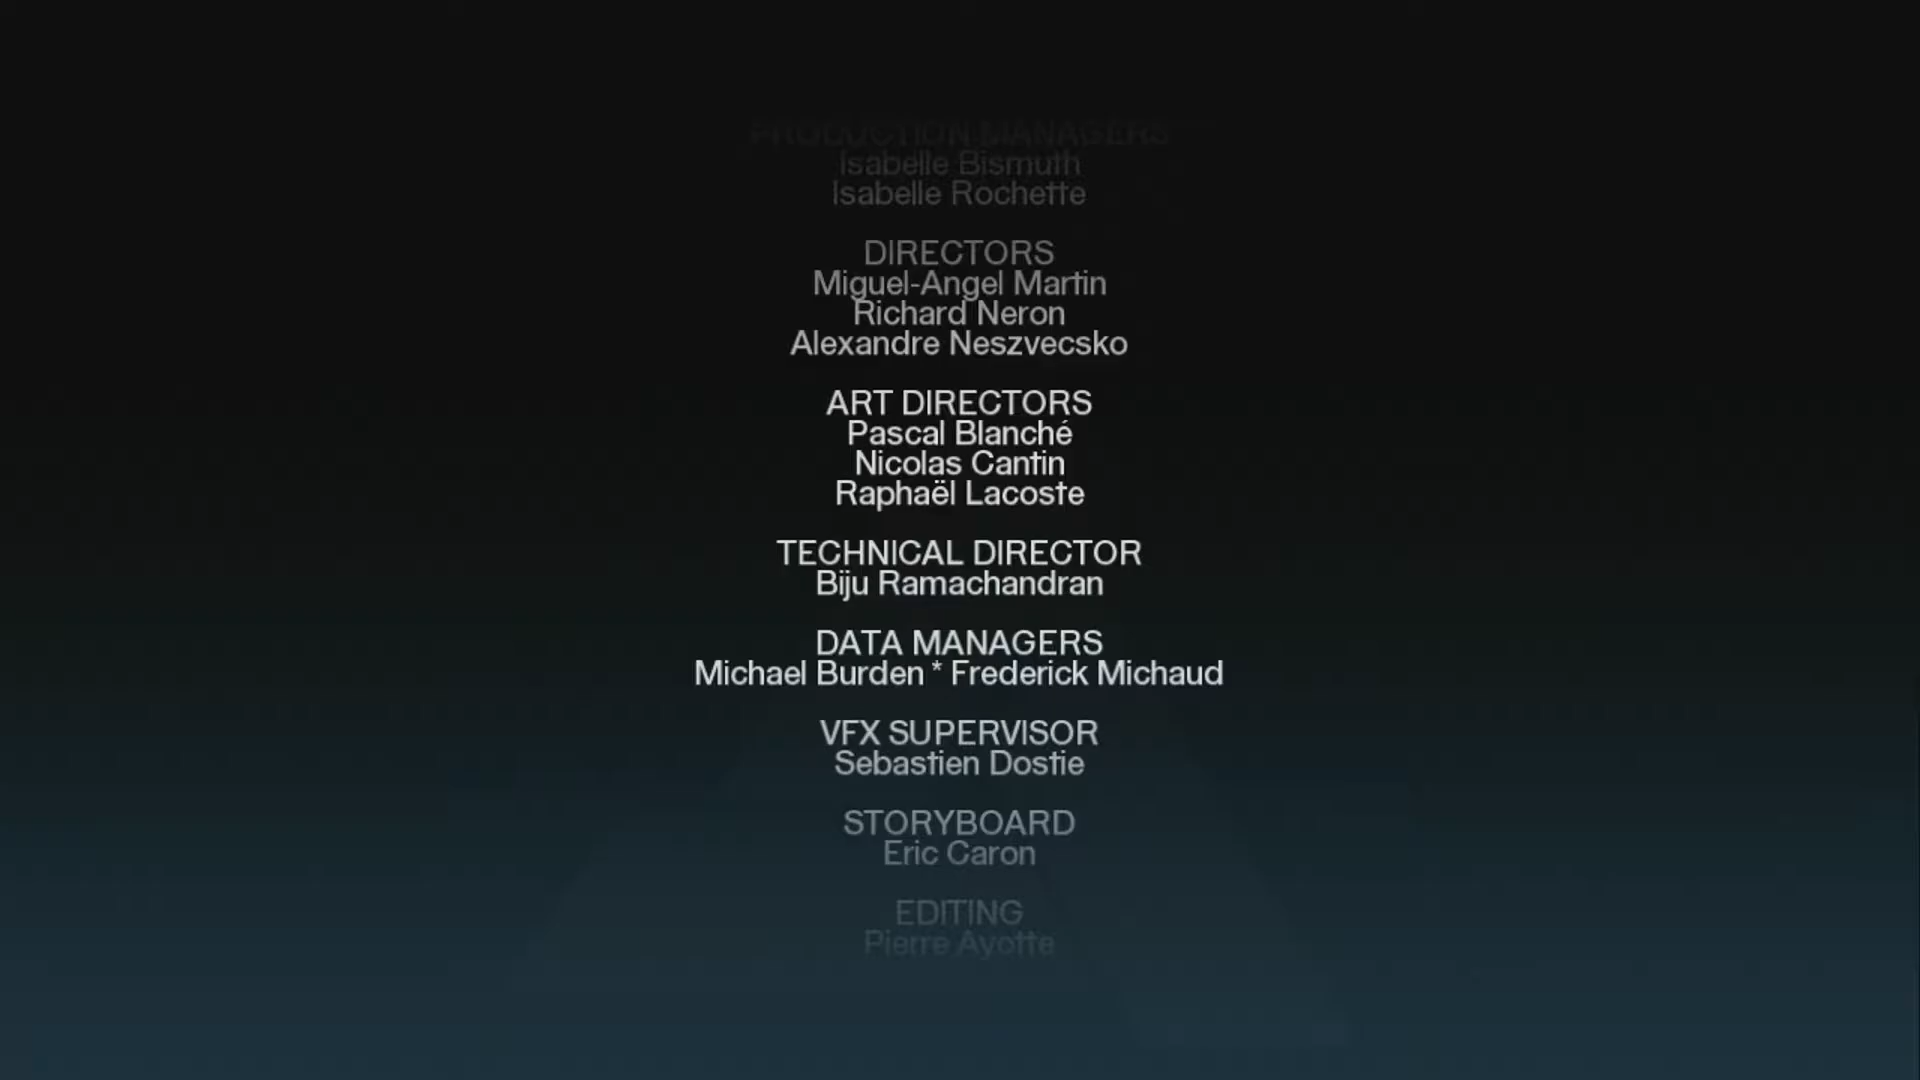 PRODUCTION MANAGERS
Isabelle Bismuth
Isabelle Rochette
DIRECTORS
Miguel-Angel Martin
Richard Neron
Alexandre Neszvecsko
ART DIRECTORS
Pascal Blanché
Nicolas Cantin
Raphaël Lacoste
TECHNICAL DIRECTOR
Biju Ramachandran
DATA MANAGERS
Michael Burden * Frederick Michaud
VFX SUPERVISOR
Sebastien Dostie
STORYBOARD
Eric Caron
EDITING
Pierre Ayotte